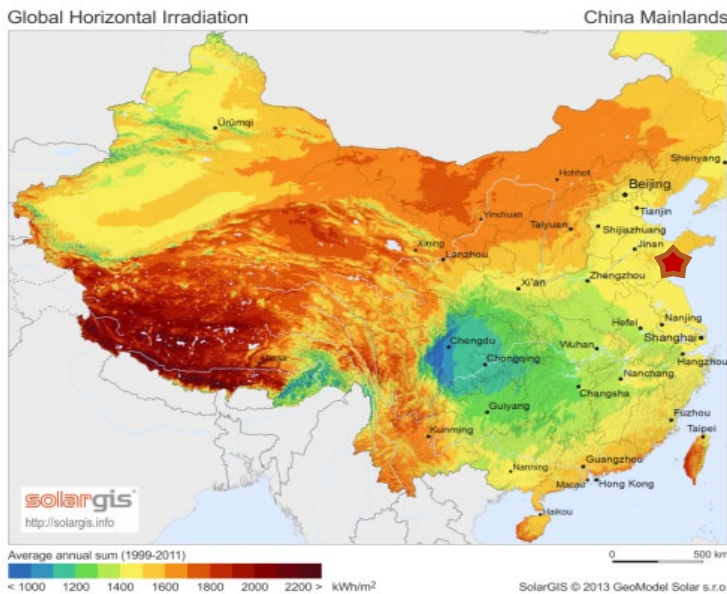 Global Horizontal Irradiation
China Mainlands
Ürümqi
Shenyang
Hohhot
Beijing
Tianjin
Yinchuan
Taiyuan
Shijiazhuang
Xining
Jinan
Lanzhou
Zhengzhou
Xi'an
Nanjing
Hefei
Shanghai
Wuhan
Chengdu
Lhasa
Hangzhou
Chongqing
Nanchang
Changsha
Guiyang
Fuzhou
Taipei
Kunming
Guangzhou
Nanning
Macau
Hong Kong
Haikou
solargis
http://solargis.info
Average annual sum (1999-2011)
0 500 km
< 1000 1200 1400 1600 1800 2000 2200 > kWh/m²
SolarGIS © 2013 GeoModel Solar s.r.o.